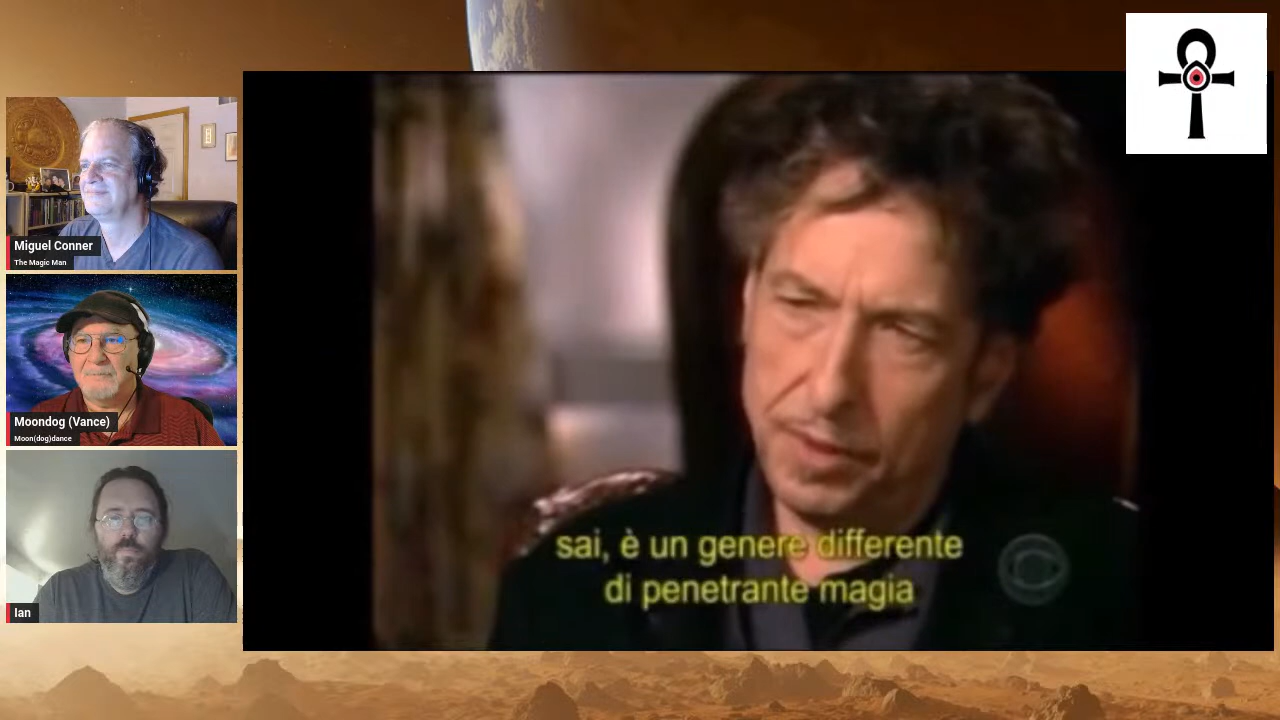 Miguel Conner
The Magic Man
Moondog (Vance)
Moon(dog)dance
Ian
sai, è un genere differente
di penetrante magia